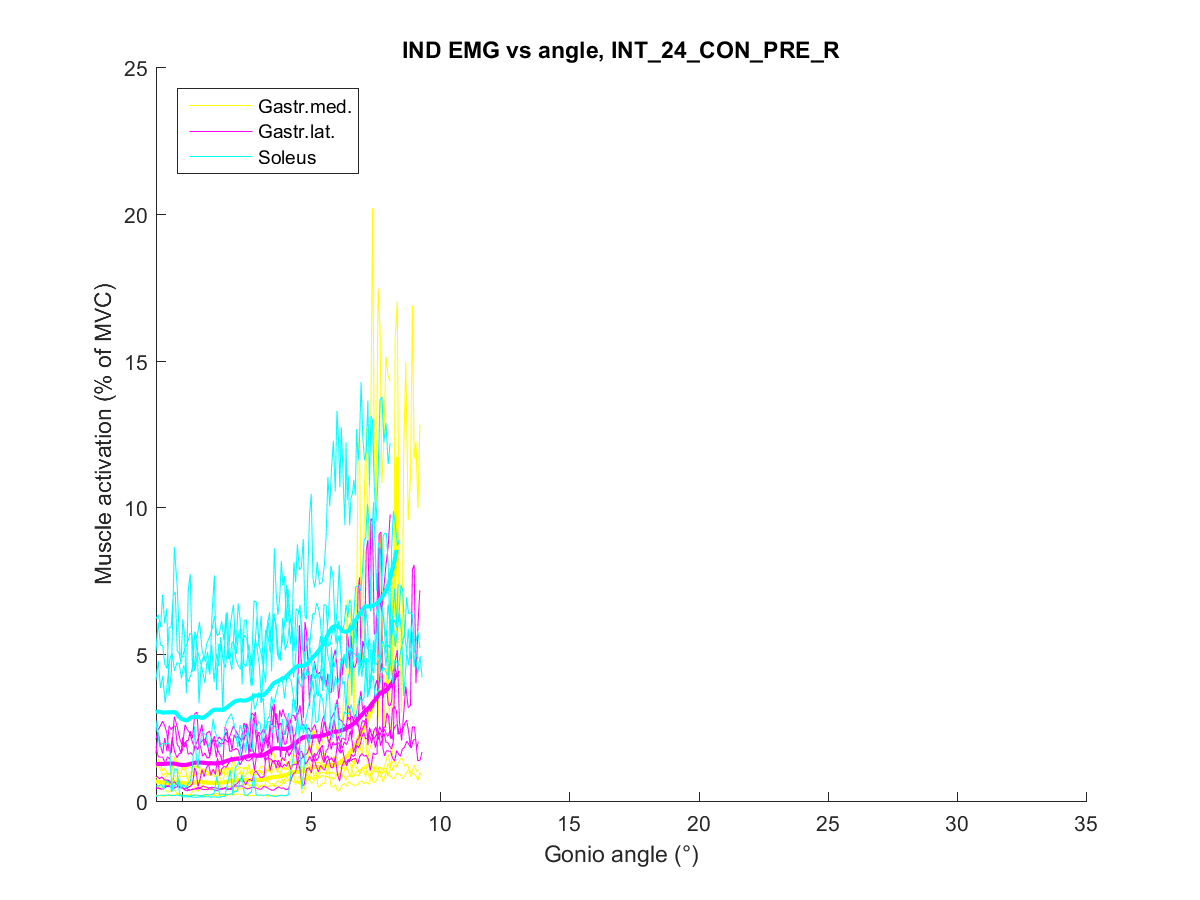 IND EMG vs angle, INT_24_CON_PRE_R
25
20
15
10
5
0
Muscle activation (% of MVC)
Gastr.med.
Gastr.lat.
Soleus
0 5 10 15 20 25 30 35
Gonio angle (°)